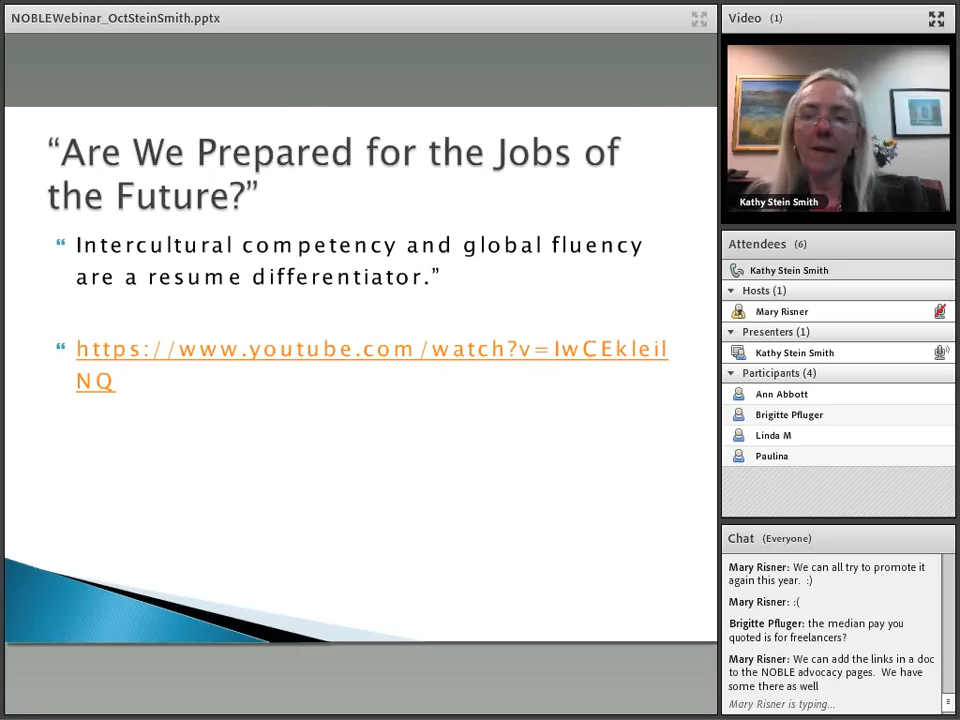 NOBLEWebinar_OctSteinSmith.pptx
“Are We Prepared for the Jobs of
the Future?”
“ Intercultural competency and global fluency
are a resume differentiator.”
“ https://www.youtube.com/watch?v=IwCEkleil
NQ
Video (1)
Kathy Stein Smith
Attendees (6)
Kathy Stein Smith
Hosts (1)
Mary Risner
Presenters (1)
Kathy Stein Smith
Participants (4)
Ann Abbott
Brigitte Pfluger
Linda M
Paulina
Chat (Everyone)
Mary Risner: We can all try to promote it
again this year. :)
Mary Risner: :(
Brigitte Pfluger: the median pay you
quoted is for freelancers?
Mary Risner: We can add the links in a doc
to the NOBLE advocacy pages. We have
some there as well
Mary Risner is typing...